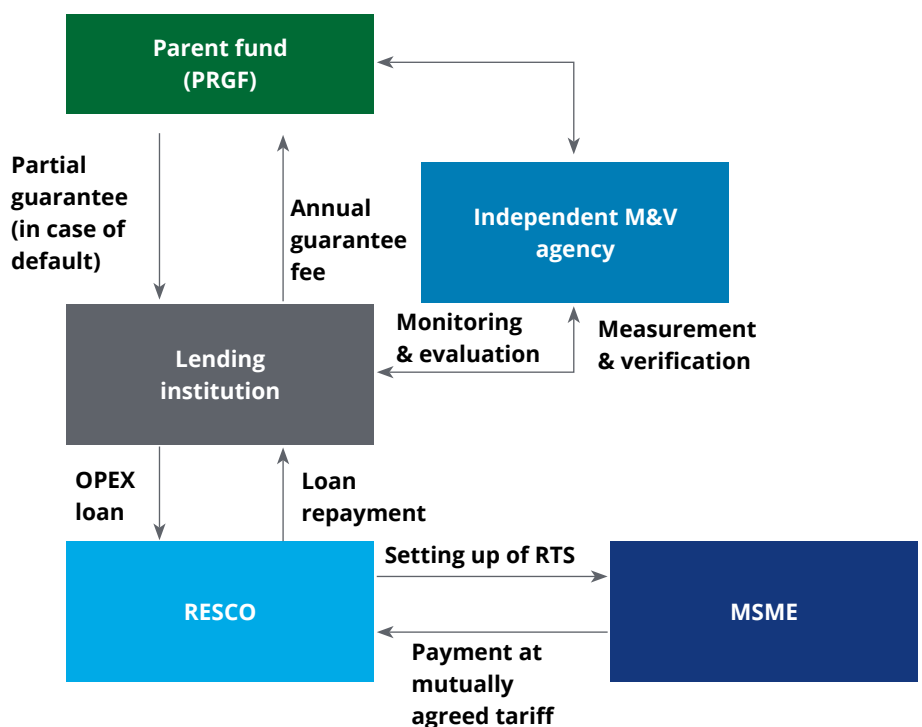 Parent fund
(PRGF)
Partial
guarantee
(in case of
default)
Annual
guarantee
fee
Independent M&V
agency
Monitoring
& evaluation
Measurement
& verification
Lending
institution
OPEX
loan
Loan
repayment
Setting up of RTS
RESCO
MSME
Payment at
mutually
agreed tariff